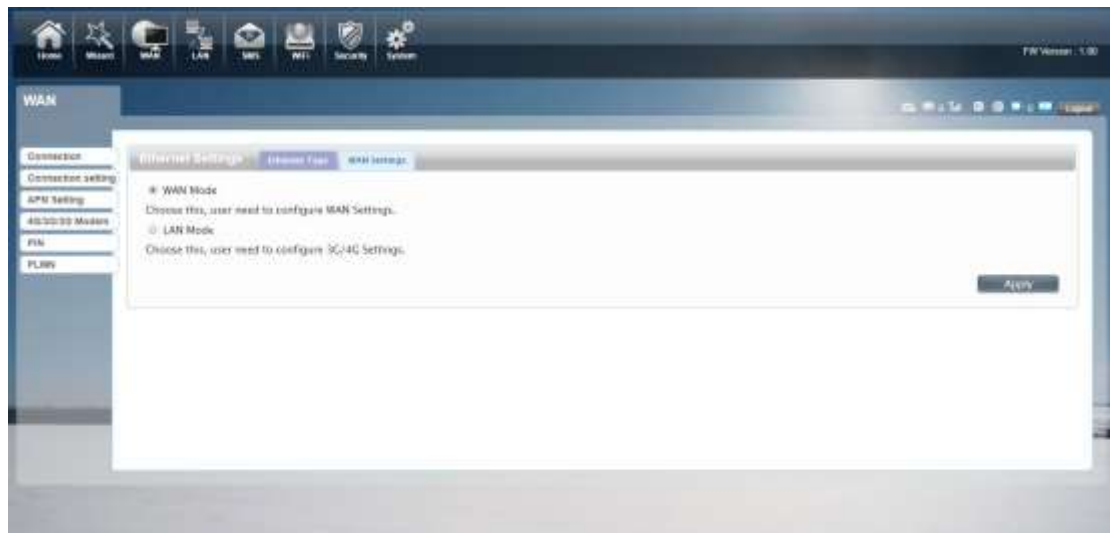 Home Wizard WAN LAN SMS WiFi Security System
FW Version : 1.00
WAN
Logout
Connection
Connection setting
APN Setting
4G/3G/2G Modem
PIN
PLMN
Ethernet Settings Ethernet Type WAN Settings
WAN Mode
Choose this, user need to configure WAN Settings.
LAN Mode
Choose this, user need to configure 3G/4G Settings.
Apply